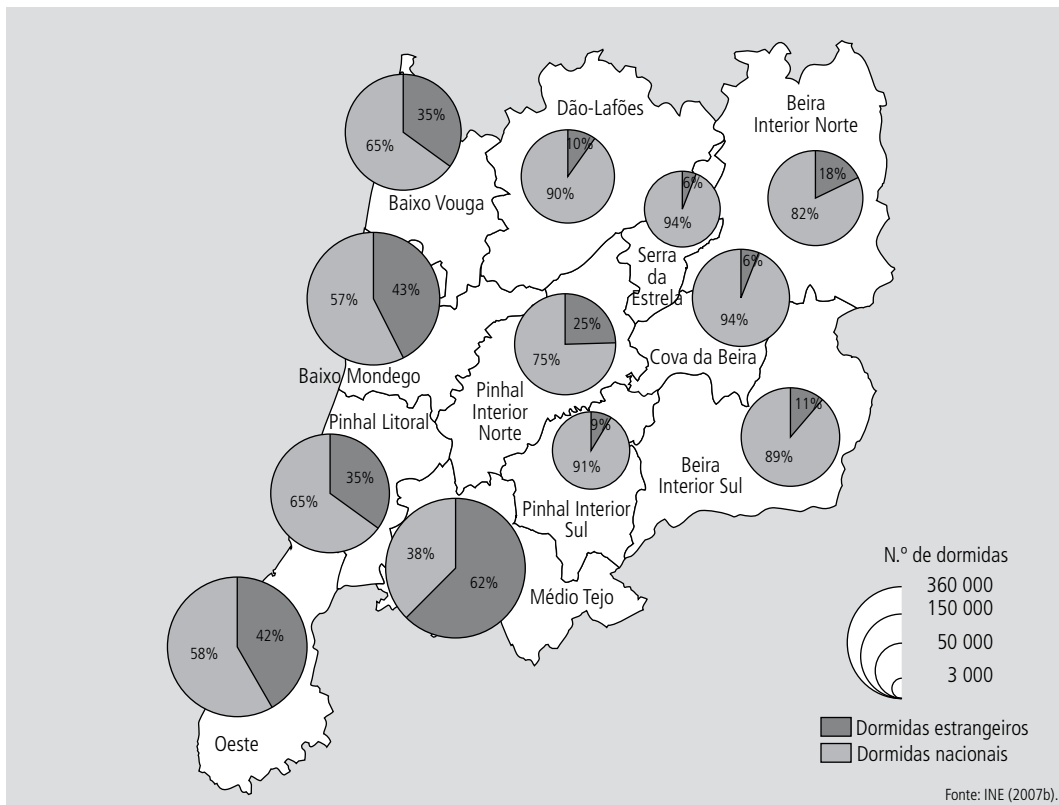 Dão-Lafões
10%
90%
Beira
Interior Norte
18%
82%
35%
65%
Baixo Vouga
6%
94%
Serra
da
Estrela
6%
94%
Cova da Beira
43%
57%
Baixo Mondego
25%
75%
Pinhal
Interior
Norte
Pinhal Litoral
35%
65%
9%
91%
Pinhal Interior
Sul
11%
89%
Beira
Interior Sul
38%
62%
Médio Tejo
42%
58%
Oeste
N.º de dormidas
360 000
150 000
50 000
3 000
Dormidas estrangeiros
Dormidas nacionais
Fonte: INE (2007b).